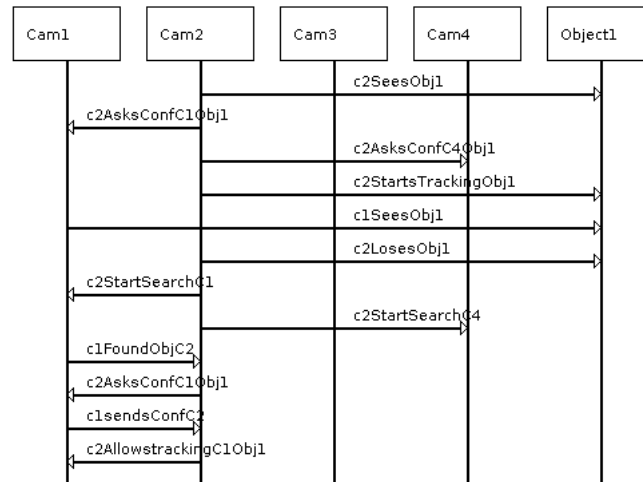 Cam1 Cam2 Cam3 Cam4 Object1
c2SeesObj1
c2AsksConfC1Obj1
c2AsksConfC4Obj1
c2StartsTrackingObj1
c1SeesObj1
c2LosesObj1
c2StartSearchC1
c2StartSearchC4
c1FoundObjC2
c2AsksConfC1Obj1
c1sendsConfC2
c2AllowstrackingC1Obj1